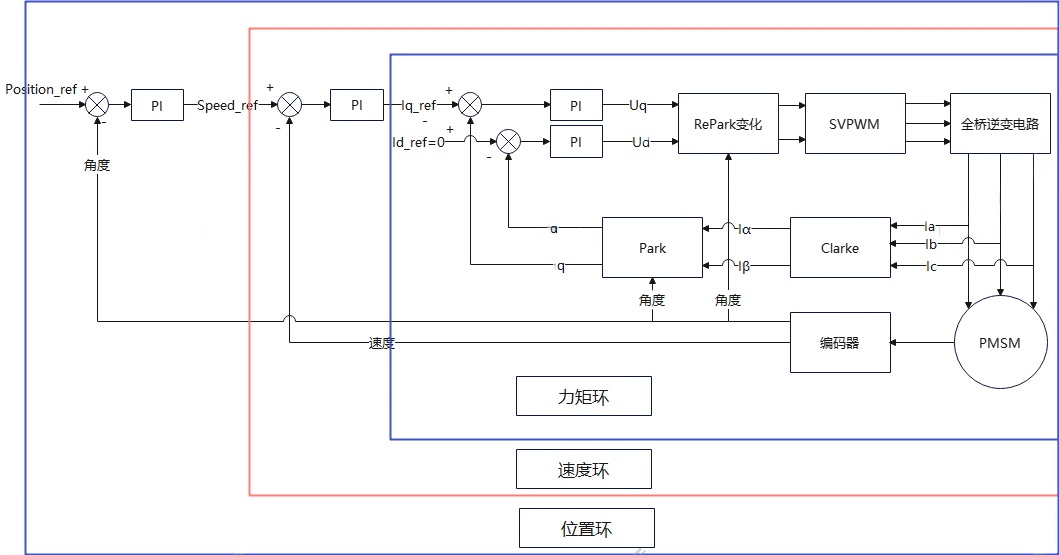 Position_ref +
-
角度
PI
Speed_ref
+
-
PI
Iq_ref
+
-
Id_ref=0
+
-
PI
Uq
PI
Ud
RePark变化
SVPWM
全桥逆变电路
d
q
Park
Iα
Iβ
Clarke
Ia
Ib
Ic
角度
角度
速度
编码器
PMSM
力矩环
速度环
位置环